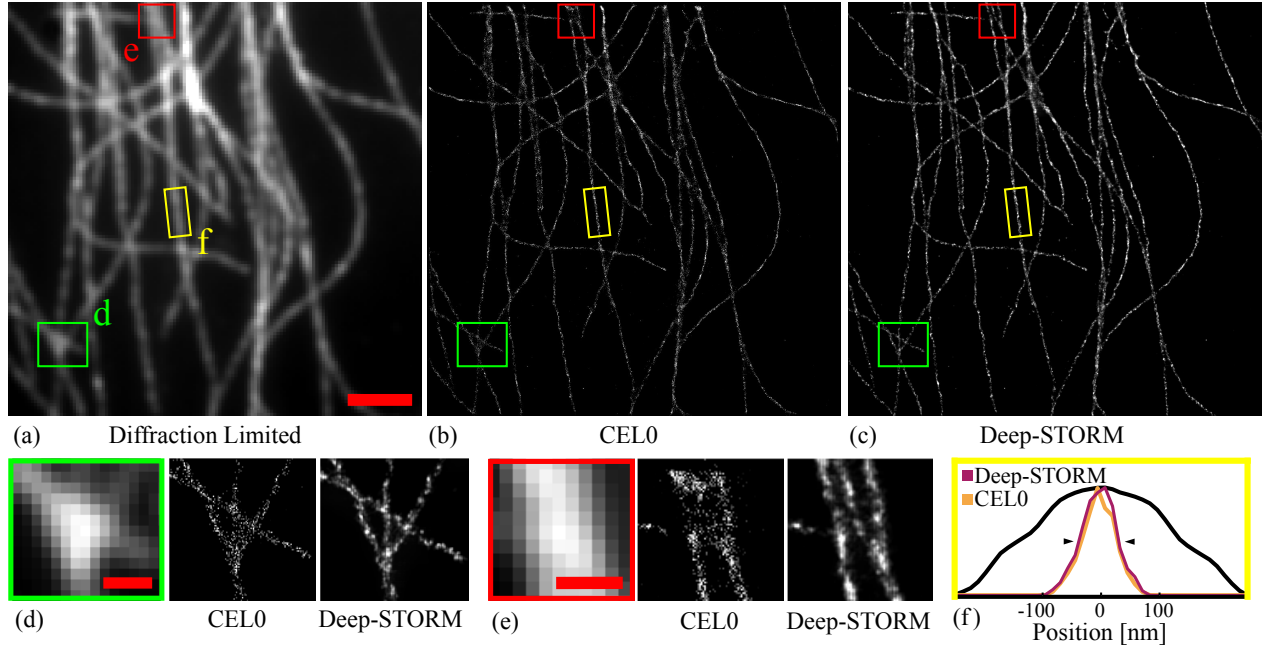 e
f
d
(a) Diffraction Limited
(b) CEL0
(c) Deep-STORM
(d) CEL0 Deep-STORM
(e) CEL0 Deep-STORM
Deep-STORM
CEL0
-100 0 100
(f) Position [nm]